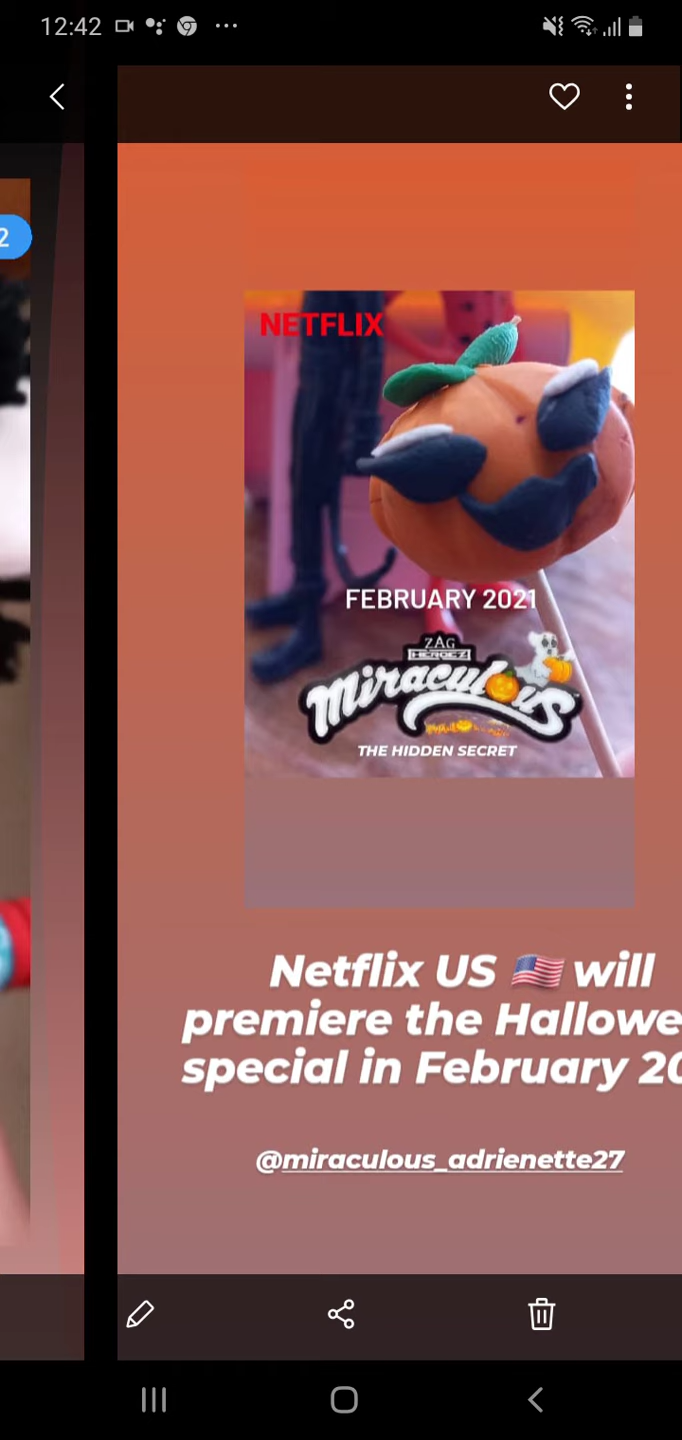 12:42
2
NETFLIX
FEBRUARY 2021
ZAG
HEROEZ
Miraculous
THE HIDDEN SECRET
Netflix US 🇺🇸 will
premiere the Hallowe
special in February 20
@miraculous_adrienette27